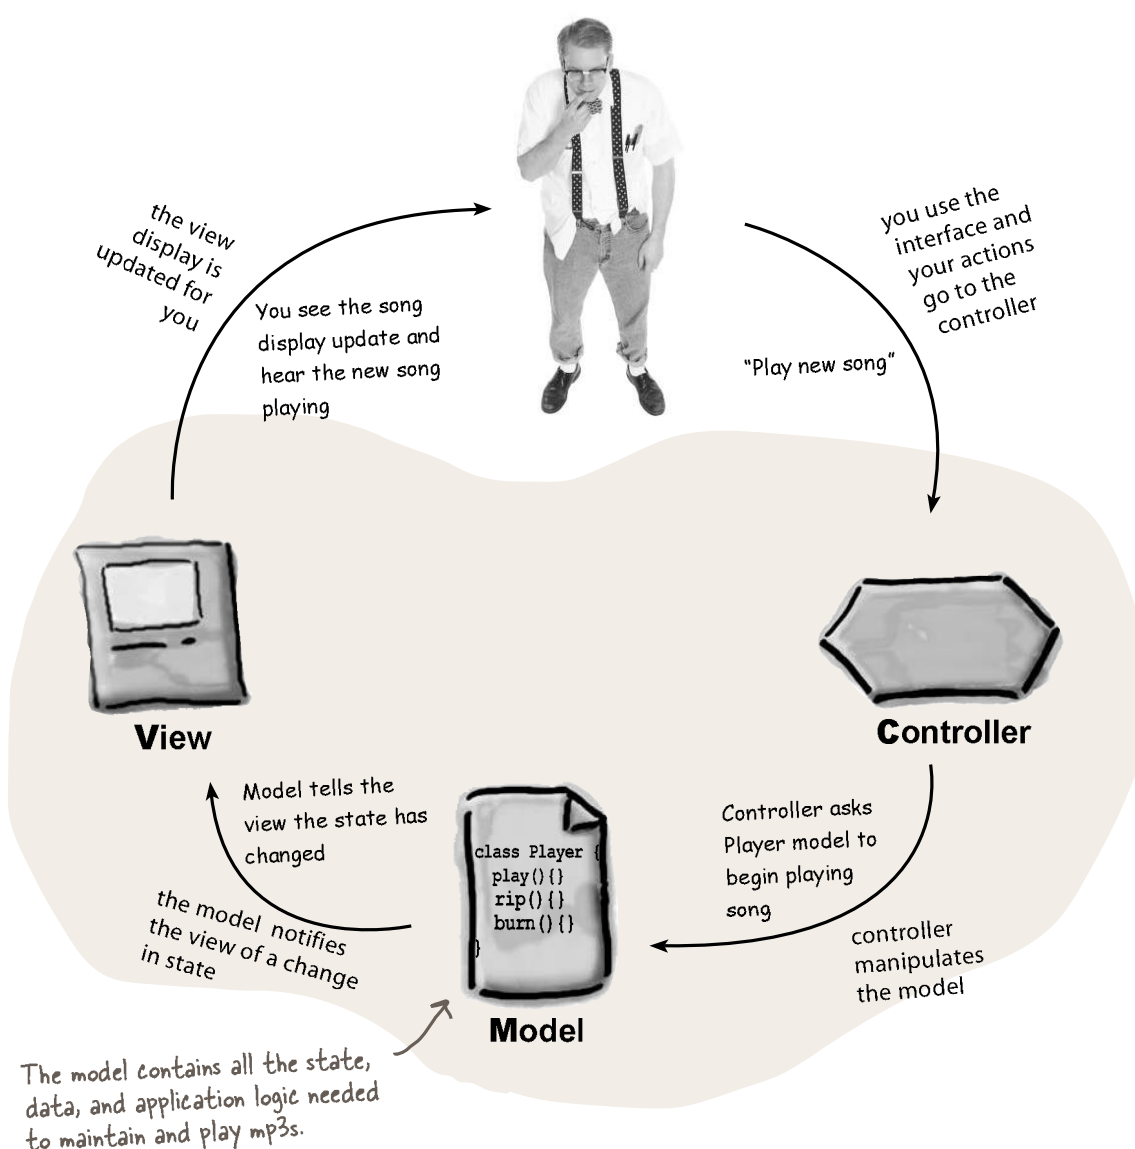 the view
display is
updated for
you
You see the song
display update and
hear the new song
playing
you use the
interface and
your actions
go to the
controller
“Play new song”
View
Controller
Model tells the
view the state has
changed
the model notifies
the view of a change
in state
class Player {
play(){}
rip(){}
burn(){}
}
Model
Controller asks
Player model to
begin playing
song
controller
manipulates
the model
The model contains all the state,
data, and application logic needed
to maintain and play mp3s.